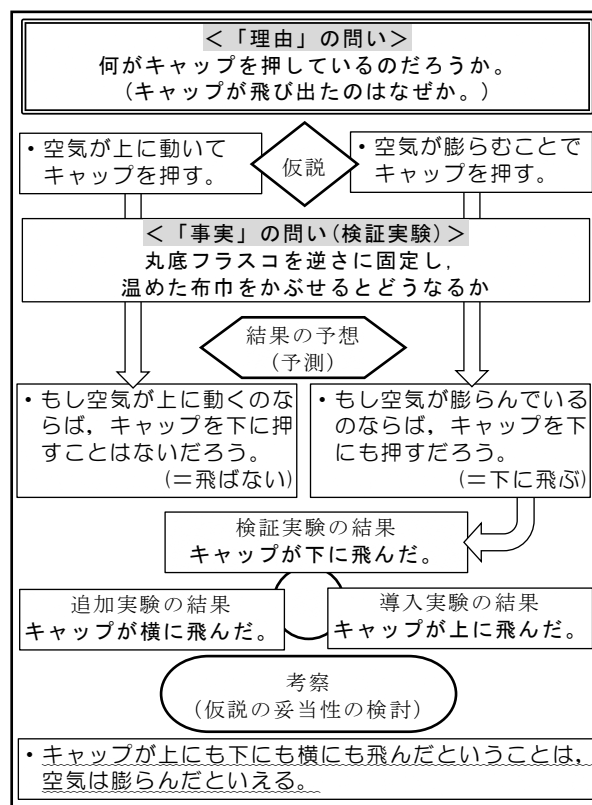 ＜「理由」の問い＞
何がキャップを押しているのだろうか。
(キャップが飛び出たのはなぜか。)
・空気が上に動いて
キャップを押す。
仮説
・空気が膨らむことで
キャップを押す。
＜「事実」の問い(検証実験)＞
丸底フラスコを逆さに固定し,
温めた布巾をかぶせるとどうなるか
結果の予想
(予測)
・もし空気が上に動くのな
らば，キャップを下に押
すことはないだろう。
(＝飛ばない)
・もし空気が膨らんでいる
のならば，キャップを下
にも押すだろう。
(＝下に飛ぶ)
検証実験の結果
キャップが下に飛んだ。
追加実験の結果
キャップが横に飛んだ。
導入実験の結果
キャップが上に飛んだ。
考察
(仮説の妥当性の検討)
・キャップが上にも下にも横にも飛んだということは，
空気は膨らんだといえる。